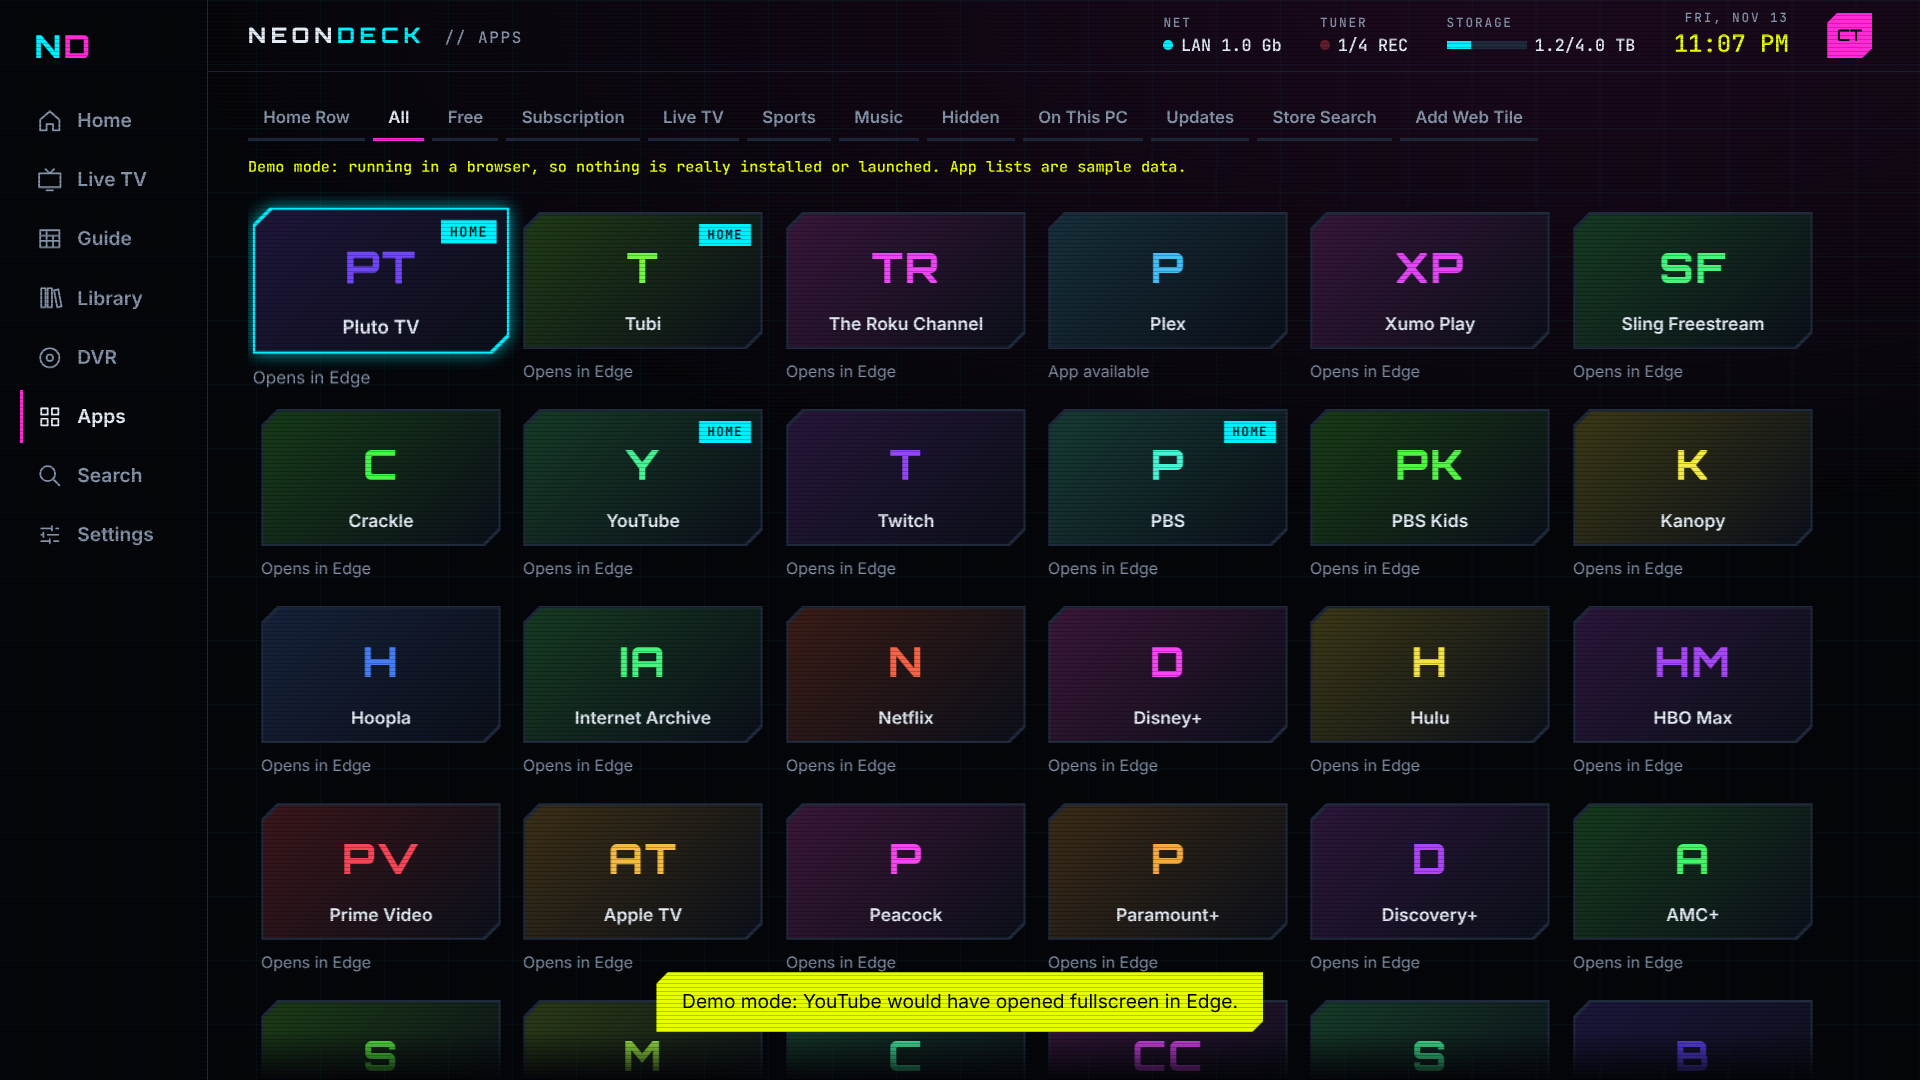 ND
Home
Live TV
Guide
Library
DVR
Apps
Search
Settings
NEONDECK // APPS
NET
LAN 1.0 Gb
TUNER
1/4 REC
STORAGE
1.2/4.0 TB
FRI, NOV 13
11:07 PM
CT
Home Row All Free Subscription Live TV Sports Music Hidden On This PC Updates Store Search Add Web Tile
Demo mode: running in a browser, so nothing is really installed or launched. App lists are sample data.
HOME
PT
Pluto TV
Opens in Edge
HOME
T
Tubi
Opens in Edge
TR
The Roku Channel
Opens in Edge
P
Plex
App available
XP
Xumo Play
Opens in Edge
SF
Sling Freestream
Opens in Edge
C
Crackle
Opens in Edge
HOME
Y
YouTube
Opens in Edge
T
Twitch
Opens in Edge
HOME
P
PBS
Opens in Edge
PK
PBS Kids
Opens in Edge
K
Kanopy
Opens in Edge
H
Hoopla
Opens in Edge
IA
Internet Archive
Opens in Edge
N
Netflix
Opens in Edge
D
Disney+
Opens in Edge
H
Hulu
Opens in Edge
HM
HBO Max
Opens in Edge
PV
Prime Video
Opens in Edge
AT
Apple TV
Opens in Edge
P
Peacock
Opens in Edge
P
Paramount+
Opens in Edge
D
Discovery+
Opens in Edge
A
AMC+
Opens in Edge
Demo mode: YouTube would have opened fullscreen in Edge.
S
M
C
CC
S
B